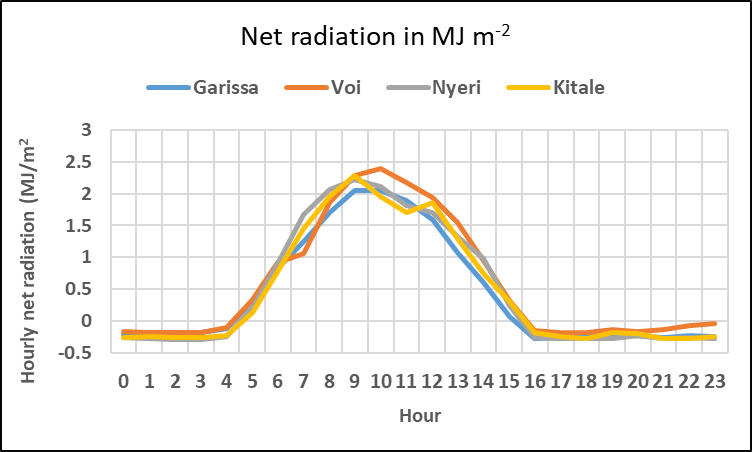 Net radiation in MJ m-2
Garissa Voi Nyeri Kitale
Hourly net radiation (MJ/m2
3
2.5
2
1.5
1
0.5
0
-0.5
0 1 2 3 4 5 6 7 8 9 10 11 12 13 14 15 16 17 18 19 20 21 22 23
Hour